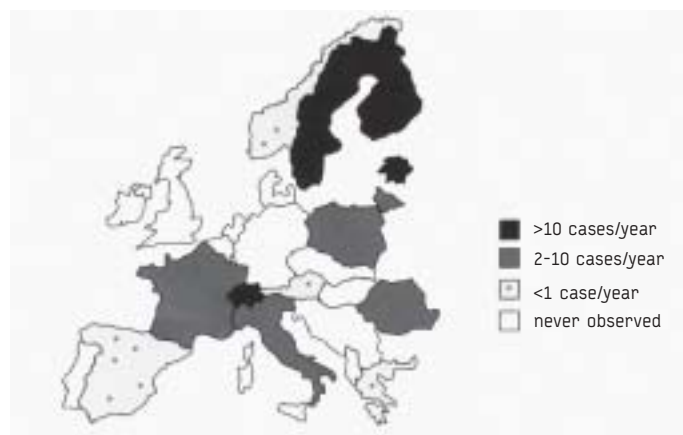 >10 cases/year
2-10 cases/year
<1 case/year
never observed